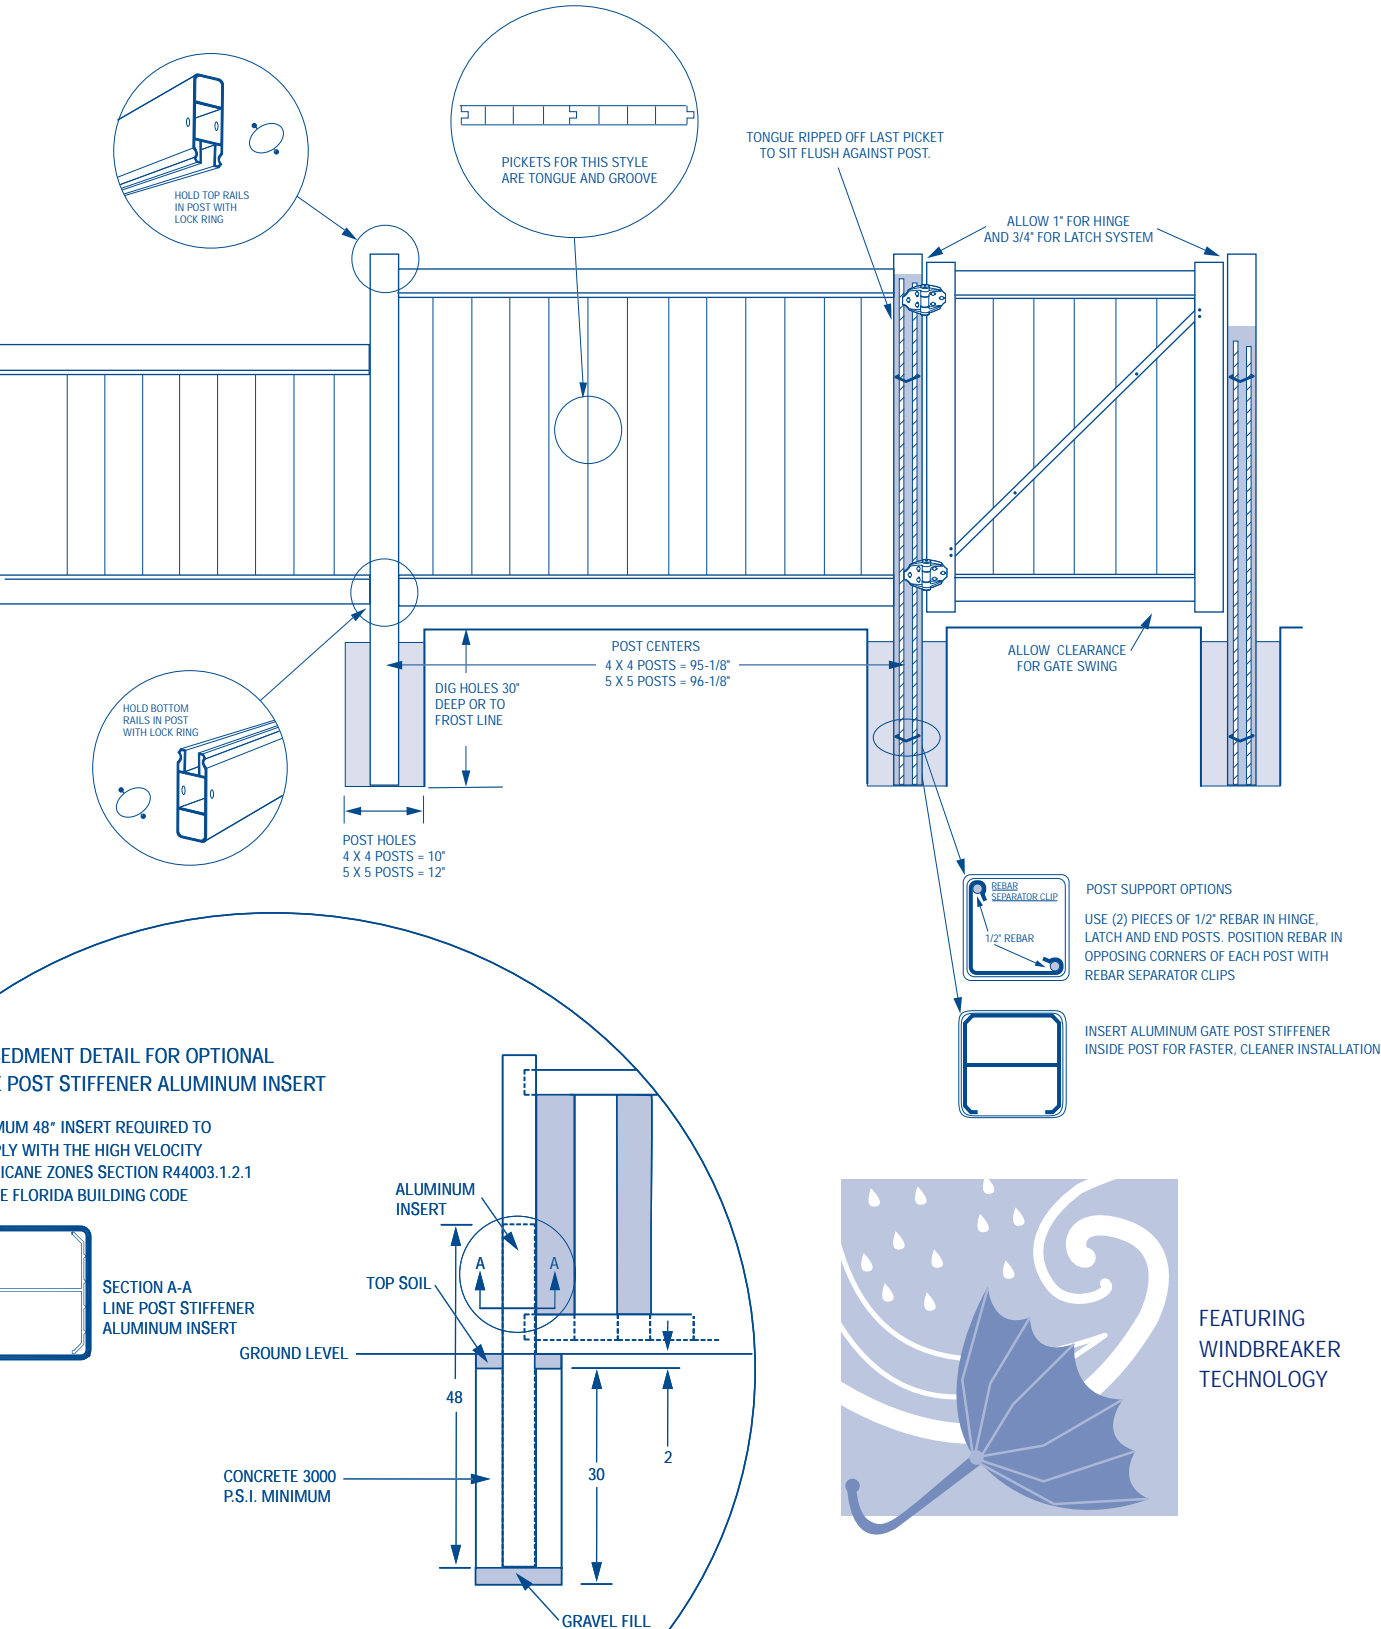 HOLD TOP RAILS
IN POST WITH
LOCK RING
PICKETS FOR THIS STYLE
ARE TONGUE AND GROOVE
TONGUE RIPPED OFF LAST PICKET
TO SIT FLUSH AGAINST POST.
ALLOW 1" FOR HINGE
AND 3/4" FOR LATCH SYSTEM
POST CENTERS
4 X 4 POSTS = 95-1/8"
5 X 5 POSTS = 96-1/8"
ALLOW CLEARANCE
FOR GATE SWING
DIG HOLES 30"
DEEP OR TO
FROST LINE
HOLD BOTTOM
RAILS IN POST
WITH LOCK RING
POST HOLES
4 X 4 POSTS = 10"
5 X 5 POSTS = 12"
REBAR
SEPARATOR CLIP
1/2" REBAR
POST SUPPORT OPTIONS
USE (2) PIECES OF 1/2" REBAR IN HINGE,
LATCH AND END POSTS. POSITION REBAR IN
OPPOSING CORNERS OF EACH POST WITH
REBAR SEPARATOR CLIPS
INSERT ALUMINUM GATE POST STIFFENER
INSIDE POST FOR FASTER, CLEANER INSTALLATION
EDMENT DETAIL FOR OPTIONAL
E POST STIFFENER ALUMINUM INSERT
MUM 48" INSERT REQUIRED TO
PLY WITH THE HIGH VELOCITY
ICANE ZONES SECTION R44003.1.2.1
E FLORIDA BUILDING CODE
SECTION A-A
LINE POST STIFFENER
ALUMINUM INSERT
ALUMINUM
INSERT
A A
TOP SOIL
GROUND LEVEL
48
2
30
CONCRETE 3000
P.S.I. MINIMUM
GRAVEL FILL
FEATURING
WINDBREAKER
TECHNOLOGY